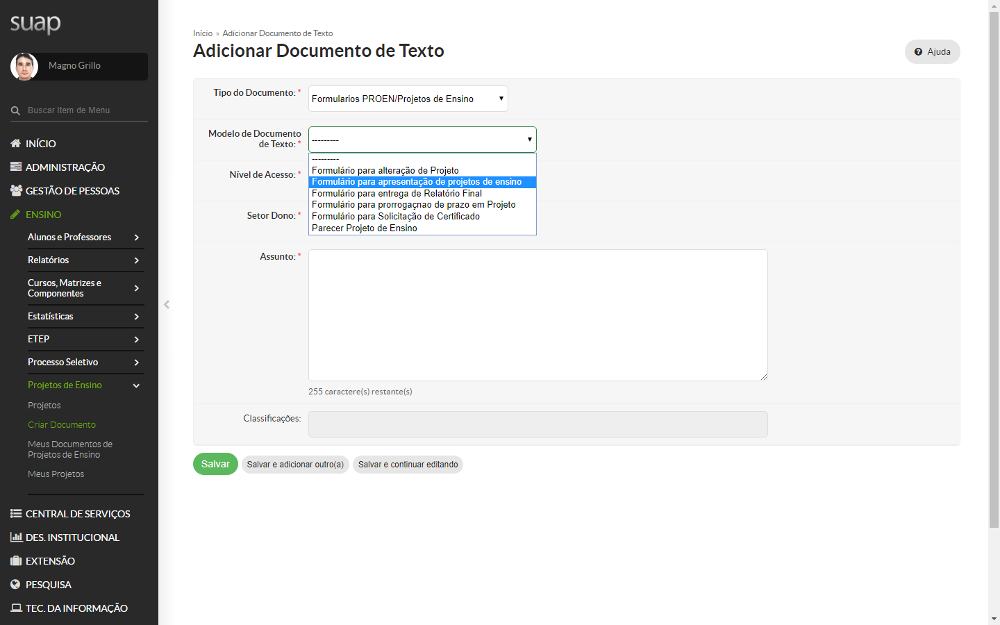 suap
Magno Grillo
Buscar Item de Menu
INÍCIO
ADMINISTRAÇÃO
GESTÃO DE PESSOAS
ENSINO
Alunos e Professores
Relatórios
Cursos, Matrizes e
Componentes
Estatísticas
ETEP
Processo Seletivo
Projetos de Ensino
Projetos
Criar Documento
Meus Documentos de
Projetos de Ensino
Meus Projetos
CENTRAL DE SERVIÇOS
DES. INSTITUCIONAL
EXTENSÃO
PESQUISA
TEC. DA INFORMAÇÃO
Início » Adicionar Documento de Texto
Adicionar Documento de Texto
Ajuda
Tipo do Documento: *
Formularios PROEN/Projetos de Ensino
Modelo de Documento
de Texto: *
---------
---------
Formulário para alteração de Projeto
Formulário para apresentação de projetos de ensino
Formulário para entrega de Relatório Final
Formulário para prorrogaçnao de prazo em Projeto
Formulário para Solicitação de Certificado
Parecer Projeto de Ensino
Nível de Acesso: *
Setor Dono: *
Assunto: *
255 caractere(s) restante(s)
Classificações:
Salvar
Salvar e adicionar outro(a)
Salvar e continuar editando